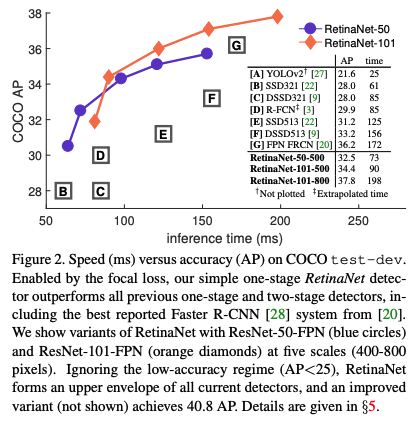 38
36
34
32
30
28
COCO AP
50
100
150
200
250
inference time (ms)
B
C
D
E
F
G
RetinaNet-50
RetinaNet-101
AP time
[A] YOLOv2† [27] 21.6 25
[B] SSD321 [22] 28.0 61
[C] DSSD321 [9] 28.0 85
[D] R-FCN‡ [3] 29.9 85
[E] SSD513 [22] 31.2 125
[F] DSSD513 [9] 33.2 156
[G] FPN FRCN [20] 36.2 172
RetinaNet-50-500 32.5 73
RetinaNet-101-500 34.4 90
RetinaNet-101-800 37.8 198
†Not plotted ‡Extrapolated time
Figure 2. Speed (ms) versus accuracy (AP) on COCO test-dev.
Enabled by the focal loss, our simple one-stage RetinaNet detec-
tor outperforms all previous one-stage and two-stage detectors, in-
cluding the best reported Faster R-CNN [28] system from [20].
We show variants of RetinaNet with ResNet-50-FPN (blue circles)
and ResNet-101-FPN (orange diamonds) at five scales (400-800
pixels). Ignoring the low-accuracy regime (AP<25), RetinaNet
forms an upper envelope of all current detectors, and an improved
variant (not shown) achieves 40.8 AP. Details are given in §5.